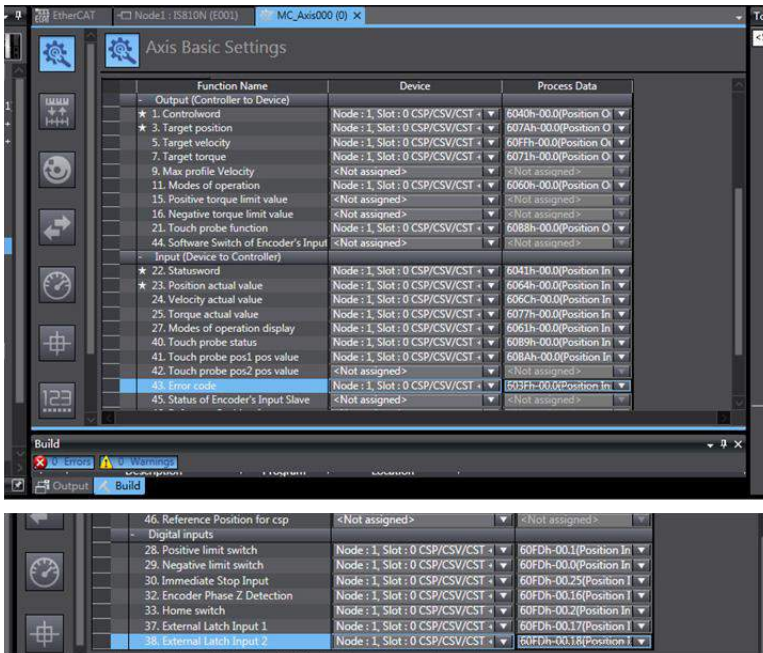 EtherCAT Node1 : IS810N (E001) MC_Axis000 (0) To
Axis Basic Settings
Function Name Device Process Data
- Output (Controller to Device)
★ 1. Controlword Node : 1, Slot : 0 CSP/CSV/CST 6040h-00.0(Position O
★ 3. Target position Node : 1, Slot : 0 CSP/CSV/CST 607Ah-00.0(Position O
5. Target velocity Node : 1, Slot : 0 CSP/CSV/CST 60FFh-00.0(Position O
7. Target torque Node : 1, Slot : 0 CSP/CSV/CST 6071h-00.0(Position O
9. Max profile Velocity <Not assigned> <Not assigned>
11. Modes of operation Node : 1, Slot : 0 CSP/CSV/CST 6060h-00.0(Position O
15. Positive torque limit value <Not assigned> <Not assigned>
16. Negative torque limit value <Not assigned> <Not assigned>
21. Touch probe function Node : 1, Slot : 0 CSP/CSV/CST 60B8h-00.0(Position O
44. Software Switch of Encoder's Input <Not assigned> <Not assigned>
- Input (Device to Controller)
★ 22. Statusword Node : 1, Slot : 0 CSP/CSV/CST 6041h-00.0(Position In
★ 23. Position actual value Node : 1, Slot : 0 CSP/CSV/CST 6064h-00.0(Position In
24. Velocity actual value Node : 1, Slot : 0 CSP/CSV/CST 606Ch-00.0(Position In
25. Torque actual value Node : 1, Slot : 0 CSP/CSV/CST 6077h-00.0(Position In
27. Modes of operation display Node : 1, Slot : 0 CSP/CSV/CST 6061h-00.0(Position In
40. Touch probe status Node : 1, Slot : 0 CSP/CSV/CST 60B9h-00.0(Position In
41. Touch probe pos1 pos value Node : 1, Slot : 0 CSP/CSV/CST 60BAh-00.0(Position In
42. Touch probe pos2 pos value <Not assigned> <Not assigned>
43. Error code Node : 1, Slot : 0 CSP/CSV/CST 603Fh-00.0(Position In
45. Status of Encoder's Input Slave <Not assigned> <Not assigned>
123
Build
0 Errors 0 Warnings
Description Program Location
Output Build
46. Reference Position for csp <Not assigned> <Not assigned>
- Digital inputs
28. Positive limit switch Node : 1, Slot : 0 CSP/CSV/CST 60FDh-00.1(Position In
29. Negative limit switch Node : 1, Slot : 0 CSP/CSV/CST 60FDh-00.0(Position In
30. Immediate Stop Input Node : 1, Slot : 0 CSP/CSV/CST 60FDh-00.25(Position I
32. Encoder Phase Z Detection Node : 1, Slot : 0 CSP/CSV/CST 60FDh-00.16(Position I
33. Home switch Node : 1, Slot : 0 CSP/CSV/CST 60FDh-00.2(Position In
37. External Latch Input 1 Node : 1, Slot : 0 CSP/CSV/CST 60FDh-00.17(Position I
38. External Latch Input 2 Node : 1, Slot : 0 CSP/CSV/CST 60FDh-00.18(Position I